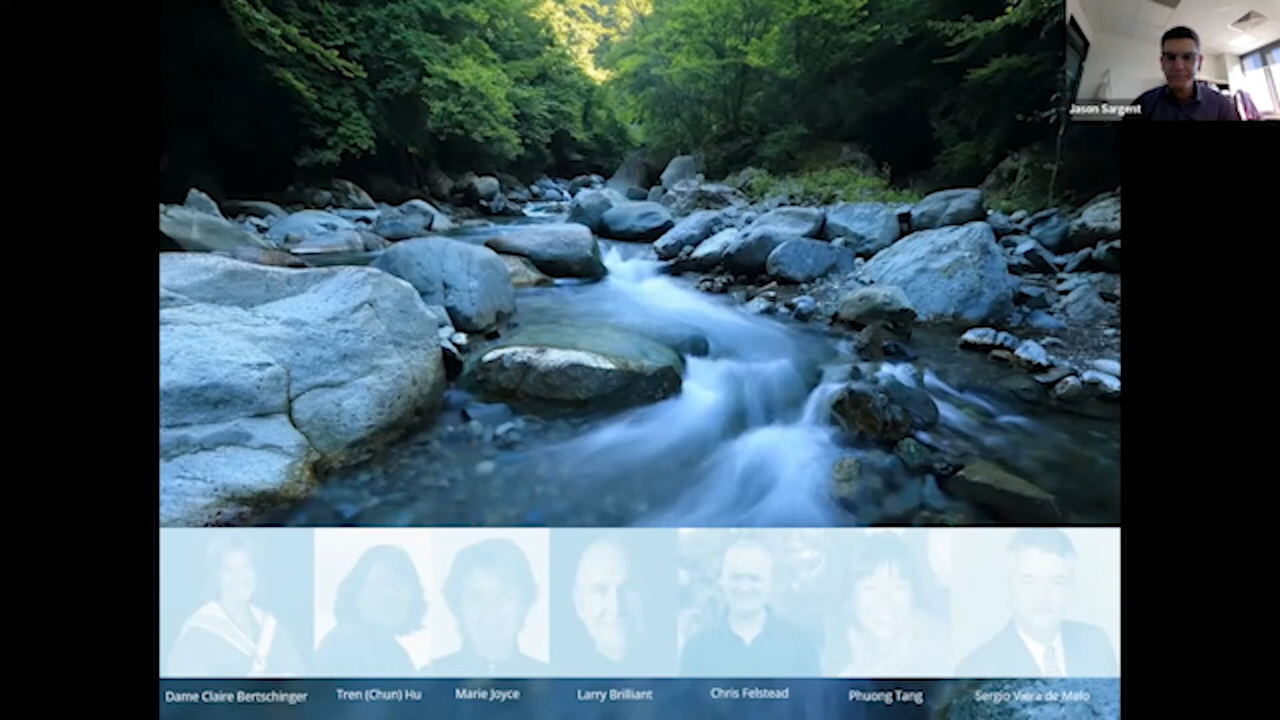 Jason Sargent
Dame Claire Bertschinger
Tren (Chun) Hu
Marie Joyce
Larry Brilliant
Chris Felstead
Phuong Tang
Sergio Viera de Melo